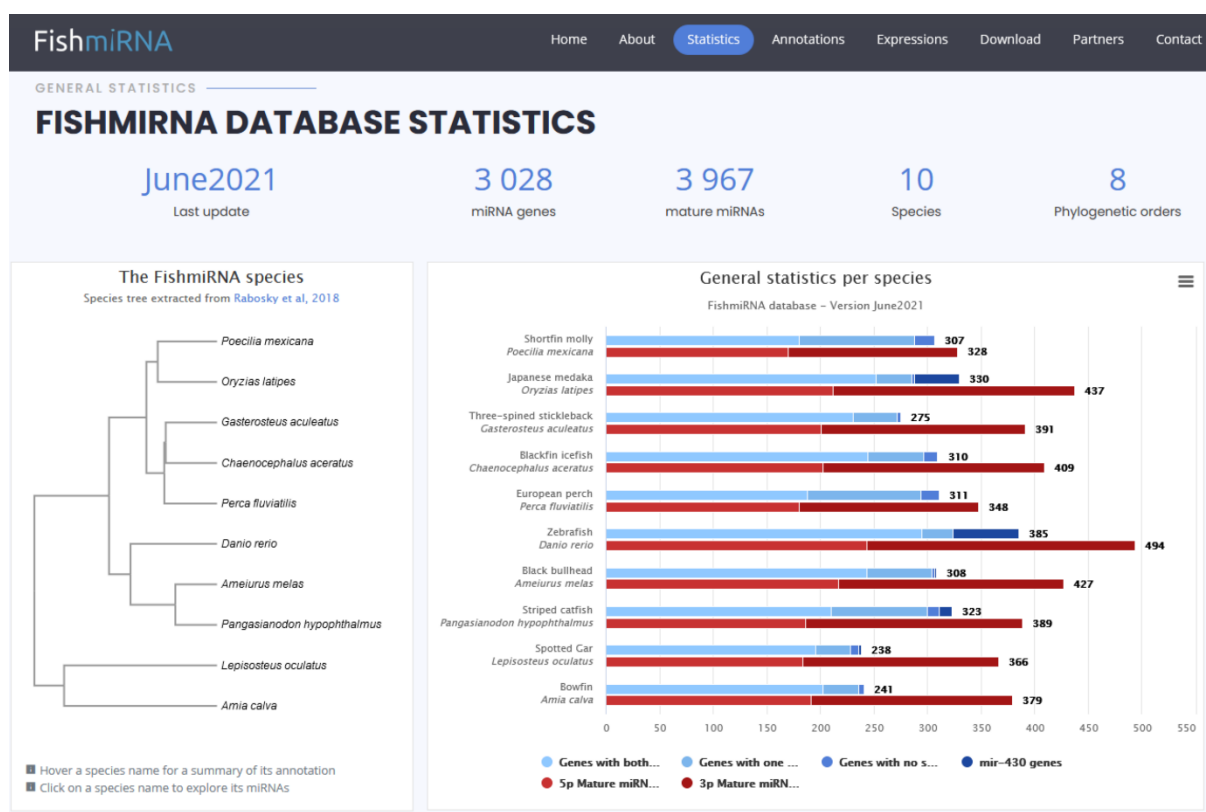 FishmiRNA
Home About Statistics Annotations Expressions Download Partners Contact
GENERAL STATISTICS
FISHMIRNA DATABASE STATISTICS
June2021 3 028 3 967 10 8
Last update miRNA genes mature miRNAs Species Phylogenetic orders
The FishmiRNA species
Species tree extracted from Rabosky et al, 2018
Poecilia mexicana
Oryzias latipes
Gasterosteus aculeatus
Chaenocephalus aceratus
Perca fluviatilis
Danio rerio
Ameiurus melas
Pangasianodon hypophthalmus
Lepisosteus oculatus
Amia calva
Hover a species name for a summary of its annotation
Click on a species name to explore its miRNAs
General statistics per species
FishmiRNA database – Version June2021
Shortfin molly 307
Poecilia mexicana 328
Japanese medaka 330
Oryzias latipes 437
Three-spined stickleback 275
Gasterosteus aculeatus 391
Blackfin icefish 310
Chaenocephalus aceratus 409
European perch 311
Perca fluviatilis 348
Zebrafish 385
Danio rerio 494
Black bullhead 308
Ameiurus melas 427
Striped catfish 323
Pangasianodon hypophthalmus 389
Spotted Gar 238
Lepisosteus oculatus 366
Bowfin 241
Amia calva 379
0 50 100 150 200 250 300 350 400 450 500 550
Genes with both... Genes with one ... Genes with no s... mir-430 genes
5p Mature miRN... 3p Mature miRN...